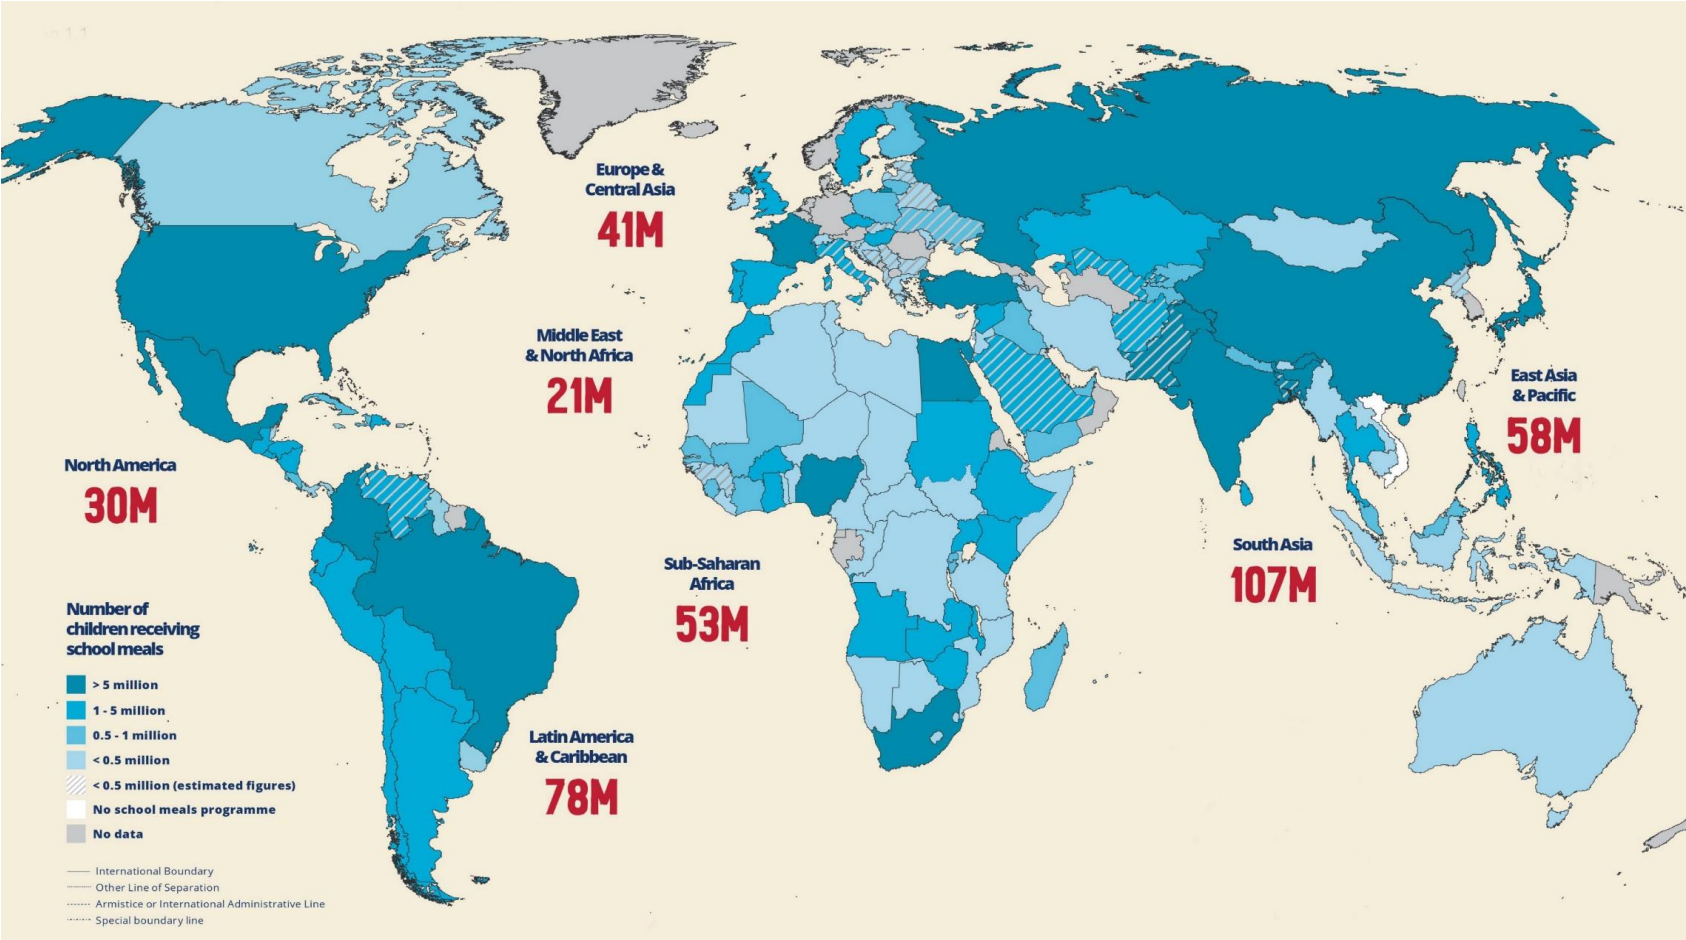 Europe &
Central Asia
41M
Middle East
& North Africa
21M
East Asia
& Pacific
58M
North America
30M
South Asia
107M
Sub-Saharan
Africa
53M
Latin America
& Caribbean
78M
Number of
children receiving
school meals
> 5 million
1 - 5 million
0.5 - 1 million
< 0.5 million
< 0.5 million (estimated figures)
No school meals programme
No data
International Boundary
Other Line of Separation
Armistice or International Administrative Line
Special boundary line